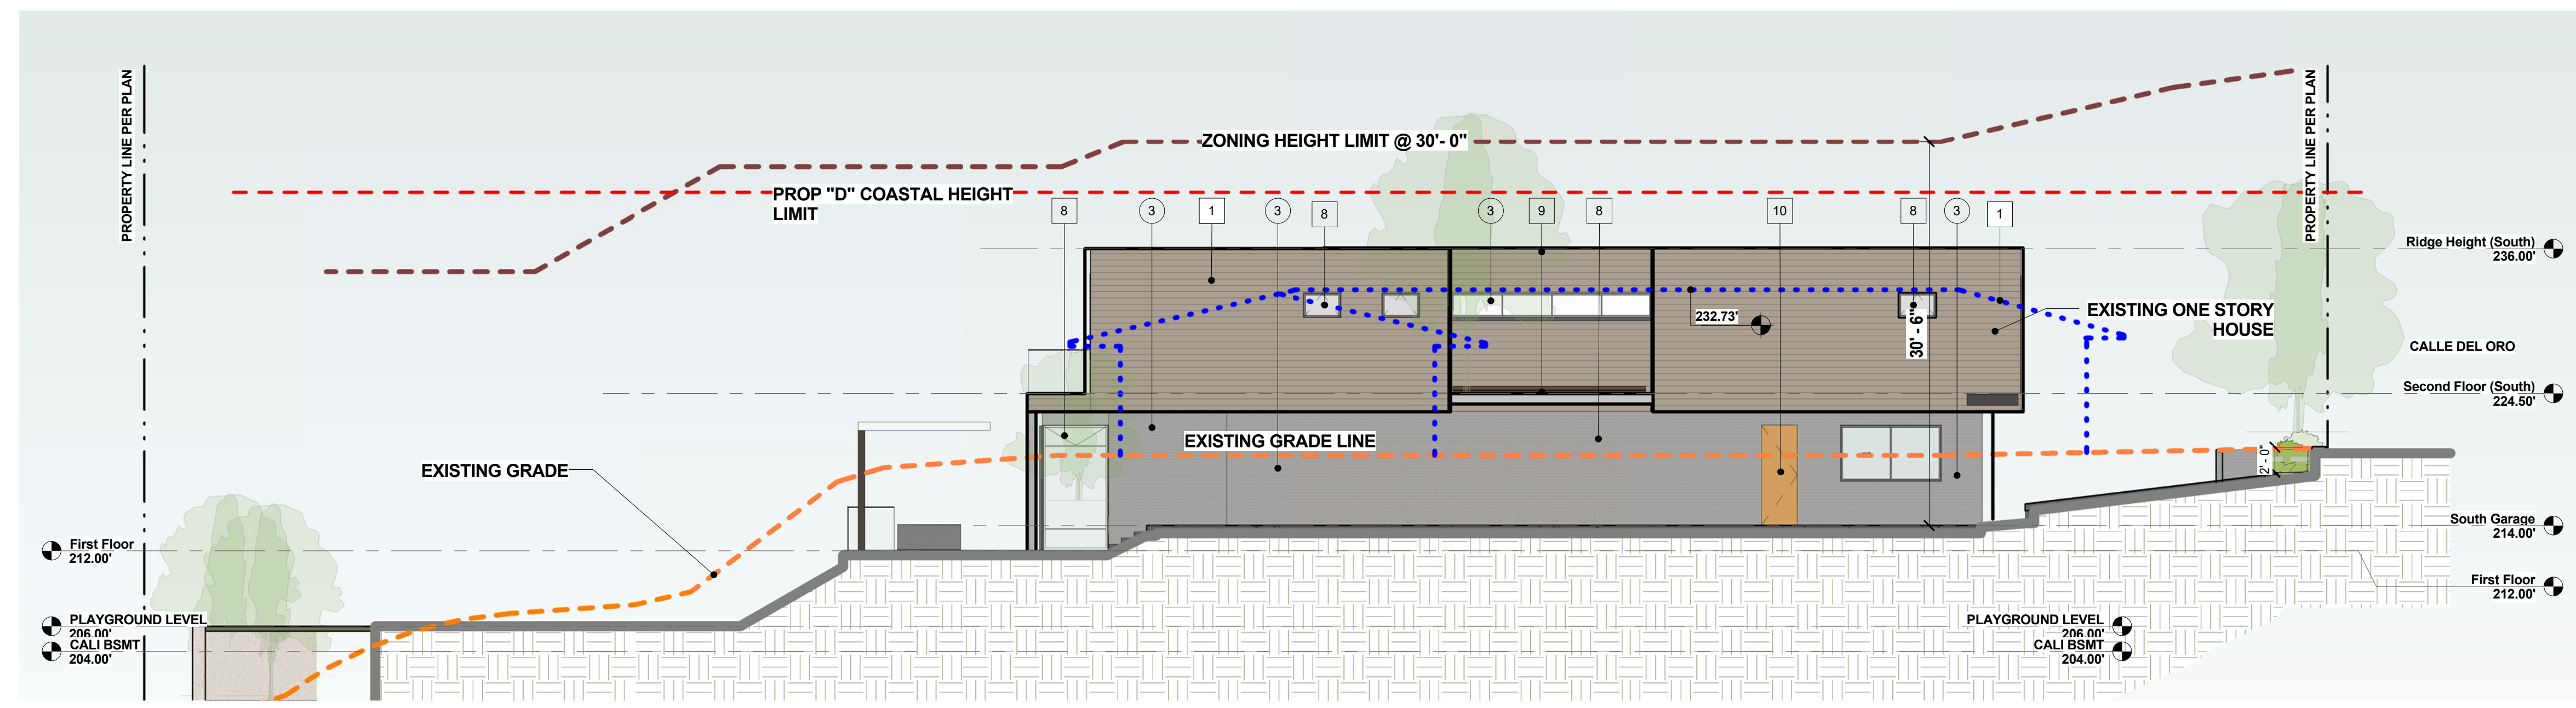 PROPERTY LINE PER PLAN
PROPERTY LINE PER PLAN
ZONING HEIGHT LIMIT @ 30'- 0"
PROP "D" COASTAL HEIGHT
LIMIT
8
3
1
3
8
3
9
8
10
8
3
1
Ridge Height (South)
236.00'
EXISTING ONE STORY
HOUSE
232.73'
30' - 6"
CALLE DEL ORO
Second Floor (South)
224.50'
EXISTING GRADE LINE
EXISTING GRADE
2' - 0"
South Garage
214.00'
First Floor
212.00'
First Floor
212.00'
PLAYGROUND LEVEL
206.00'
CALI BSMT
204.00'
PLAYGROUND LEVEL
206.00'
CALI BSMT
204.00'